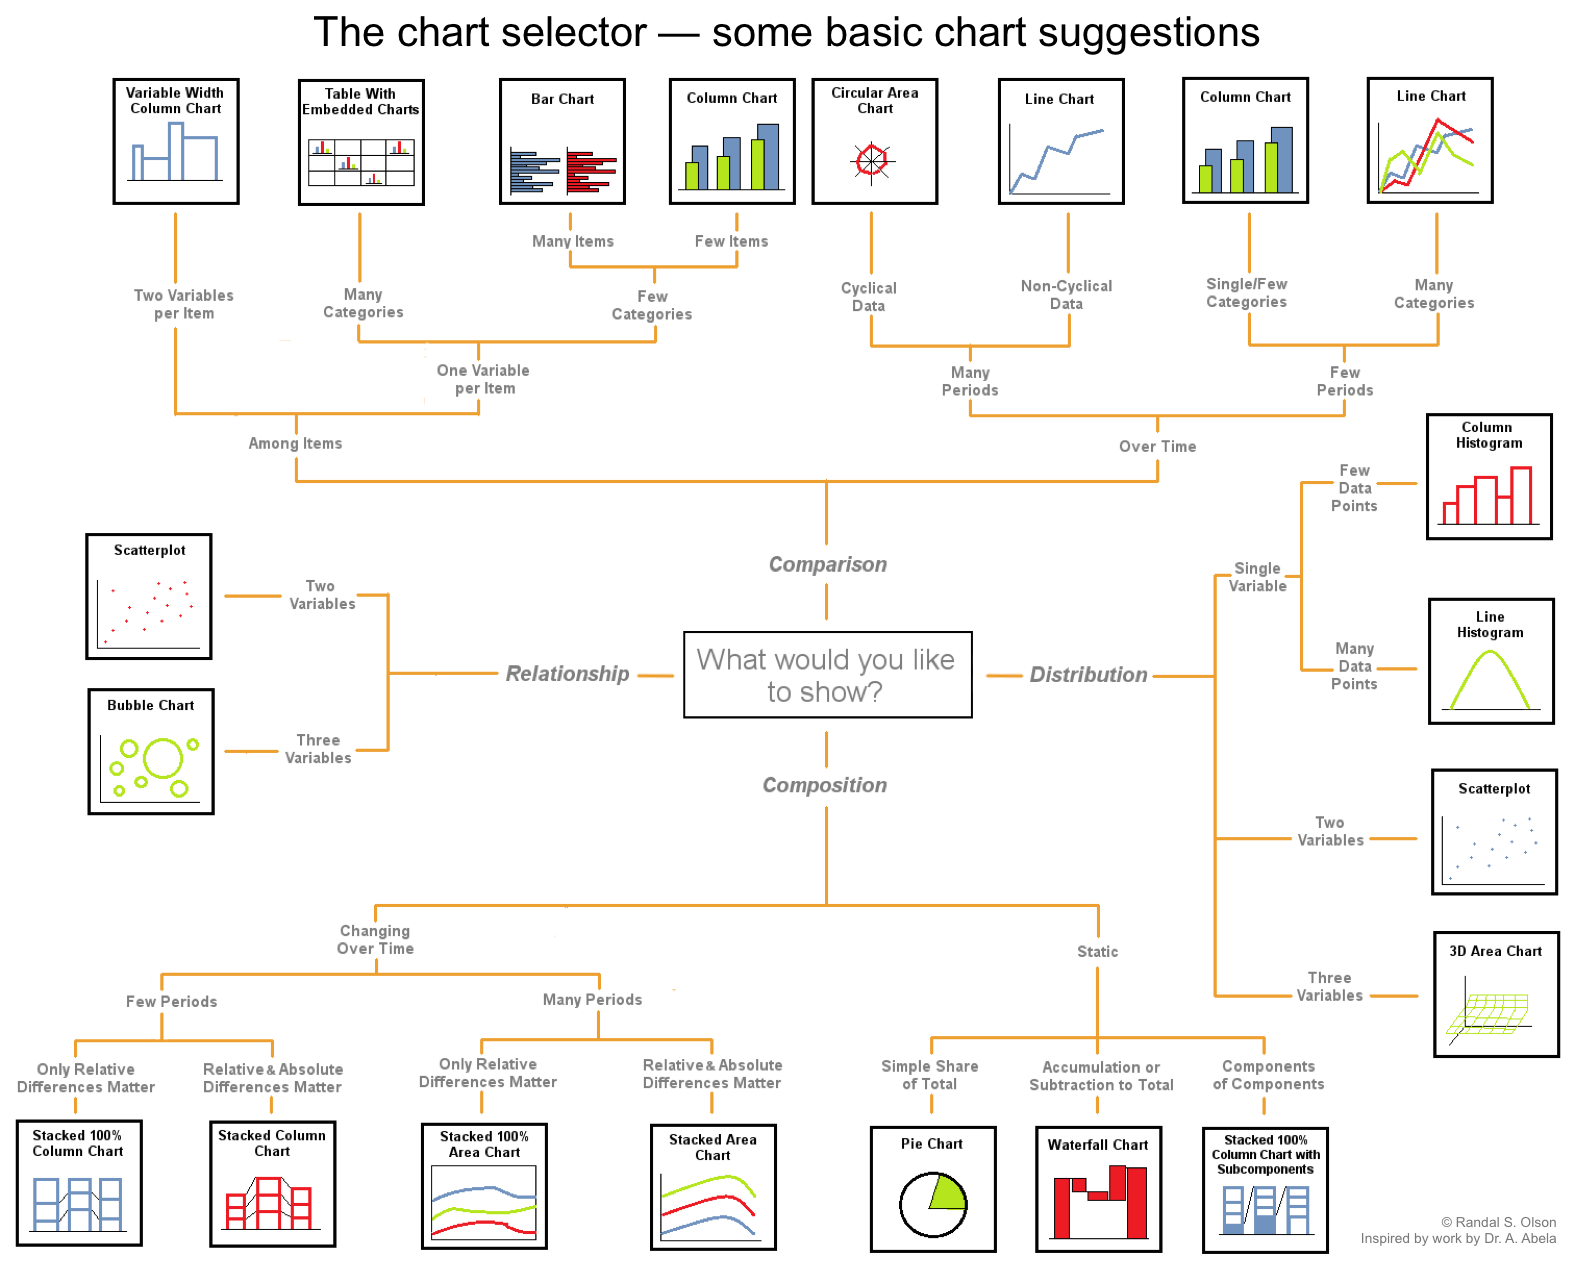 The chart selector — some basic chart suggestions
Variable Width
Column Chart
Table With
Embedded Charts
Bar Chart
Column Chart
Circular Area
Chart
Line Chart
Column Chart
Line Chart
Many Items
Few Items
Two Variables
per Item
Many
Categories
Few
Categories
Cyclical
Data
Non-Cyclical
Data
Single/Few
Categories
Many
Categories
One Variable
per Item
Many
Periods
Few
Periods
Among Items
Over Time
Comparison
What would you like
to show?
Relationship
Two
Variables
Scatterplot
Three
Variables
Bubble Chart
Distribution
Single
Variable
Few
Data
Points
Column
Histogram
Many
Data
Points
Line
Histogram
Two
Variables
Scatterplot
Three
Variables
3D Area Chart
Composition
Changing
Over Time
Static
Few Periods
Many Periods
Only Relative
Differences Matter
Relative & Absolute
Differences Matter
Only Relative
Differences Matter
Relative & Absolute
Differences Matter
Simple Share
of Total
Accumulation or
Subtraction to Total
Components
of Components
Stacked 100%
Column Chart
Stacked Column
Chart
Stacked 100%
Area Chart
Stacked Area
Chart
Pie Chart
Waterfall Chart
Stacked 100%
Column Chart with
Subcomponents
© Randal S. Olson
Inspired by work by Dr. A. Abela